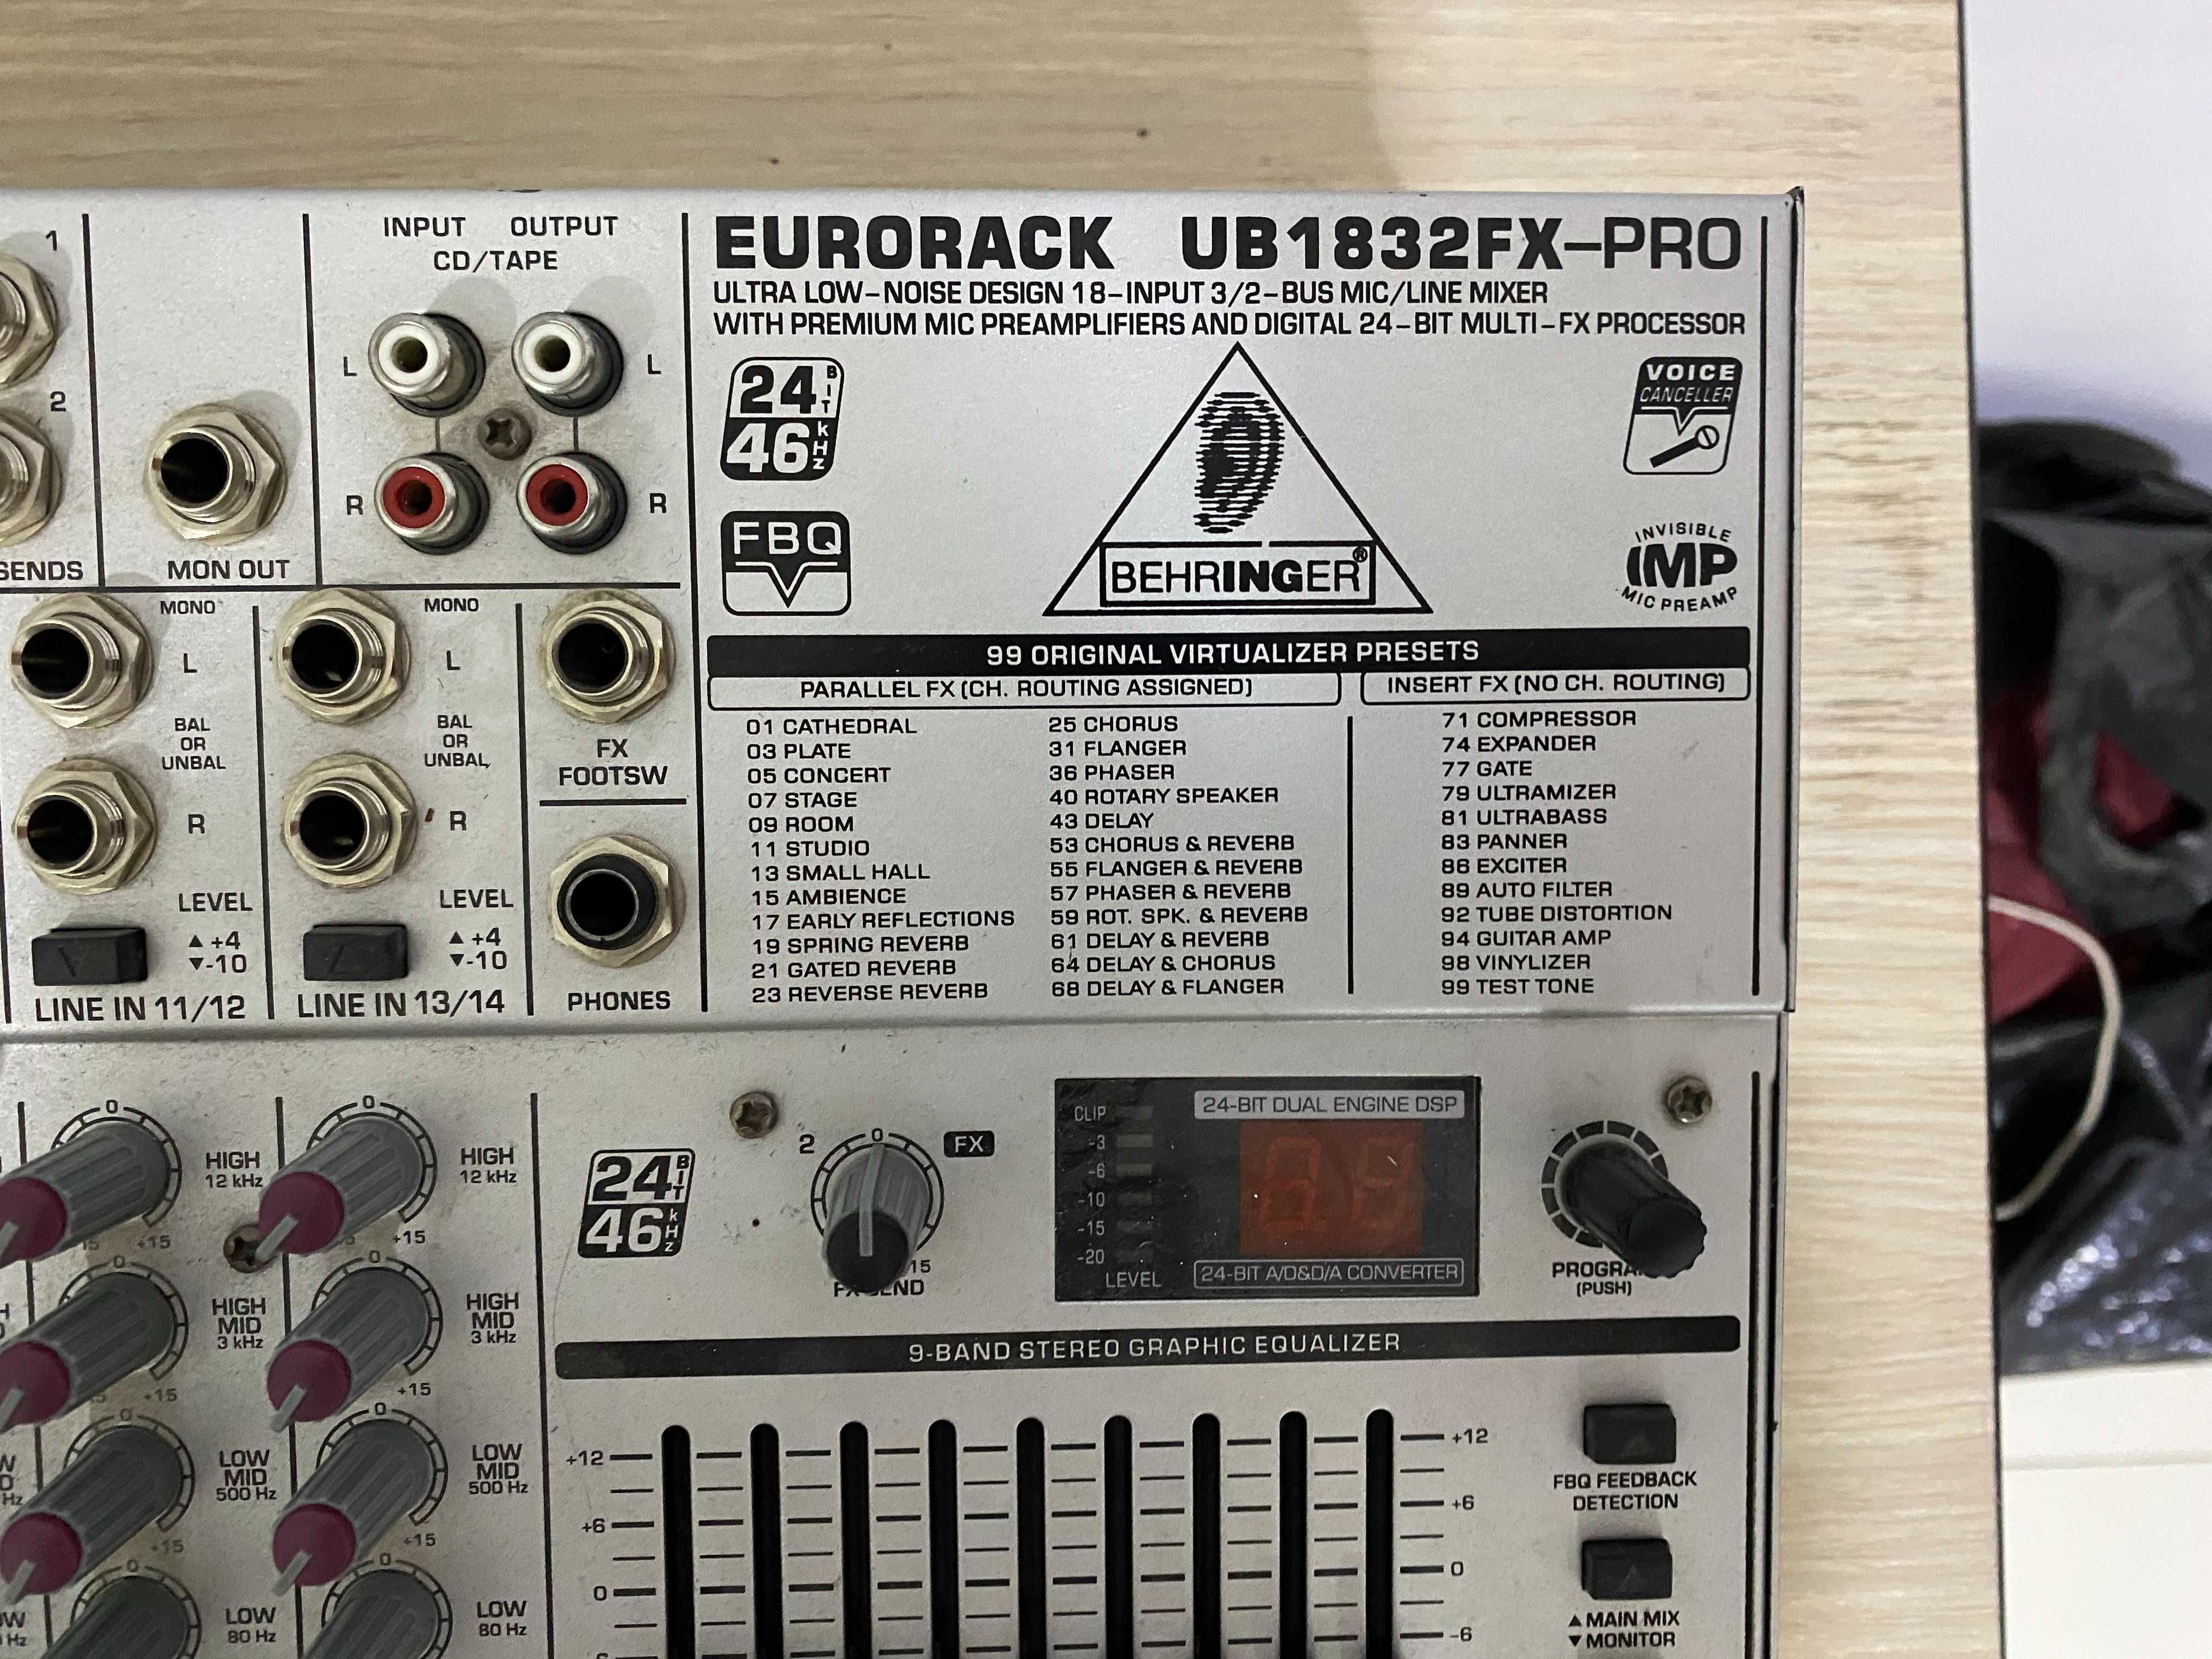 1
2
SENDS
MON OUT
INPUT OUTPUT
CD/TAPE
L L
R R
EURORACK UB1832FX-PRO
ULTRA LOW-NOISE DESIGN 18-INPUT 3/2-BUS MIC/LINE MIXER
WITH PREMIUM MIC PREAMPLIFIERS AND DIGITAL 24-BIT MULTI-FX PROCESSOR
24 BIT
46 kHz
FBQ
BEHRINGER®
VOICE
CANCELLER
INVISIBLE
IMP
MIC PREAMP
MONO
L
BAL
OR
UNBAL
R
LEVEL
▲ +4
▼-10
LINE IN 11/12
MONO
L
BAL
OR
UNBAL
R
LEVEL
▲ +4
▼-10
LINE IN 13/14
FX
FOOTSW
PHONES
99 ORIGINAL VIRTUALIZER PRESETS
PARALLEL FX (CH. ROUTING ASSIGNED)
01 CATHEDRAL
03 PLATE
05 CONCERT
07 STAGE
09 ROOM
11 STUDIO
13 SMALL HALL
15 AMBIENCE
17 EARLY REFLECTIONS
19 SPRING REVERB
21 GATED REVERB
23 REVERSE REVERB
25 CHORUS
31 FLANGER
36 PHASER
40 ROTARY SPEAKER
43 DELAY
53 CHORUS & REVERB
55 FLANGER & REVERB
57 PHASER & REVERB
59 ROT. SPK. & REVERB
61 DELAY & REVERB
64 DELAY & CHORUS
68 DELAY & FLANGER
INSERT FX (NO CH. ROUTING)
71 COMPRESSOR
74 EXPANDER
77 GATE
79 ULTRAMIZER
81 ULTRABASS
83 PANNER
86 EXCITER
89 AUTO FILTER
92 TUBE DISTORTION
94 GUITAR AMP
98 VINYLIZER
99 TEST TONE
0
HIGH
12 kHz
+15
0
HIGH
MID
3 kHz
+15
0
LOW
MID
500 Hz
+15
0
LOW
80 Hz
0
HIGH
12 kHz
+15
0
HIGH
MID
3 kHz
+15
0
LOW
MID
500 Hz
+15
0
LOW
80 Hz
24 BIT
46 kHz
2 0 FX
15
CLIP
-3
-6
-10
-15
-20
LEVEL
24-BIT DUAL ENGINE DSP
24-BIT A/D&D/A CONVERTER
(PUSH)
9-BAND STEREO GRAPHIC EQUALIZER
+12 +12
+6 +6
0 0
-6
FBQ FEEDBACK
DETECTION
▲MAIN MIX
▼MONITOR